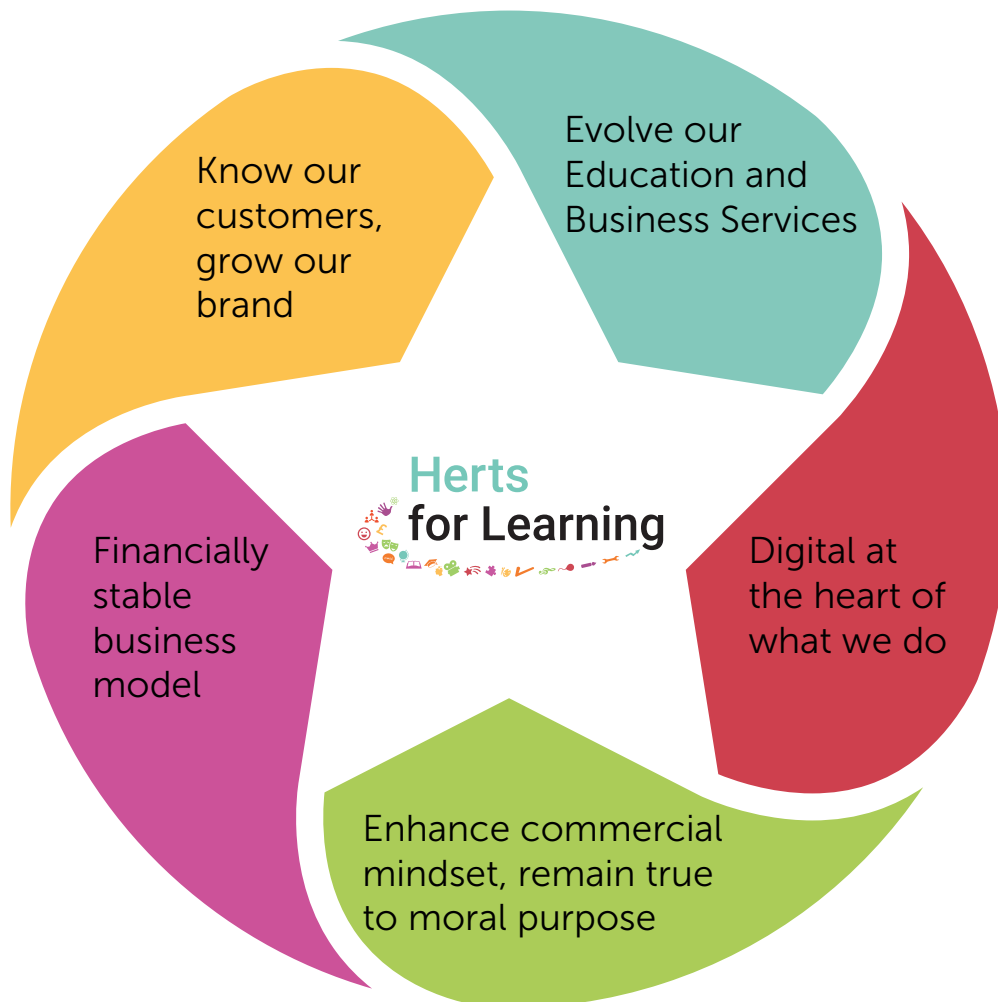 Know our
customers,
grow our
brand
Evolve our
Education and
Business Services
Herts
for Learning
Financially
stable
business
model
Digital at
the heart of
what we do
Enhance commercial
mindset, remain true
to moral purpose